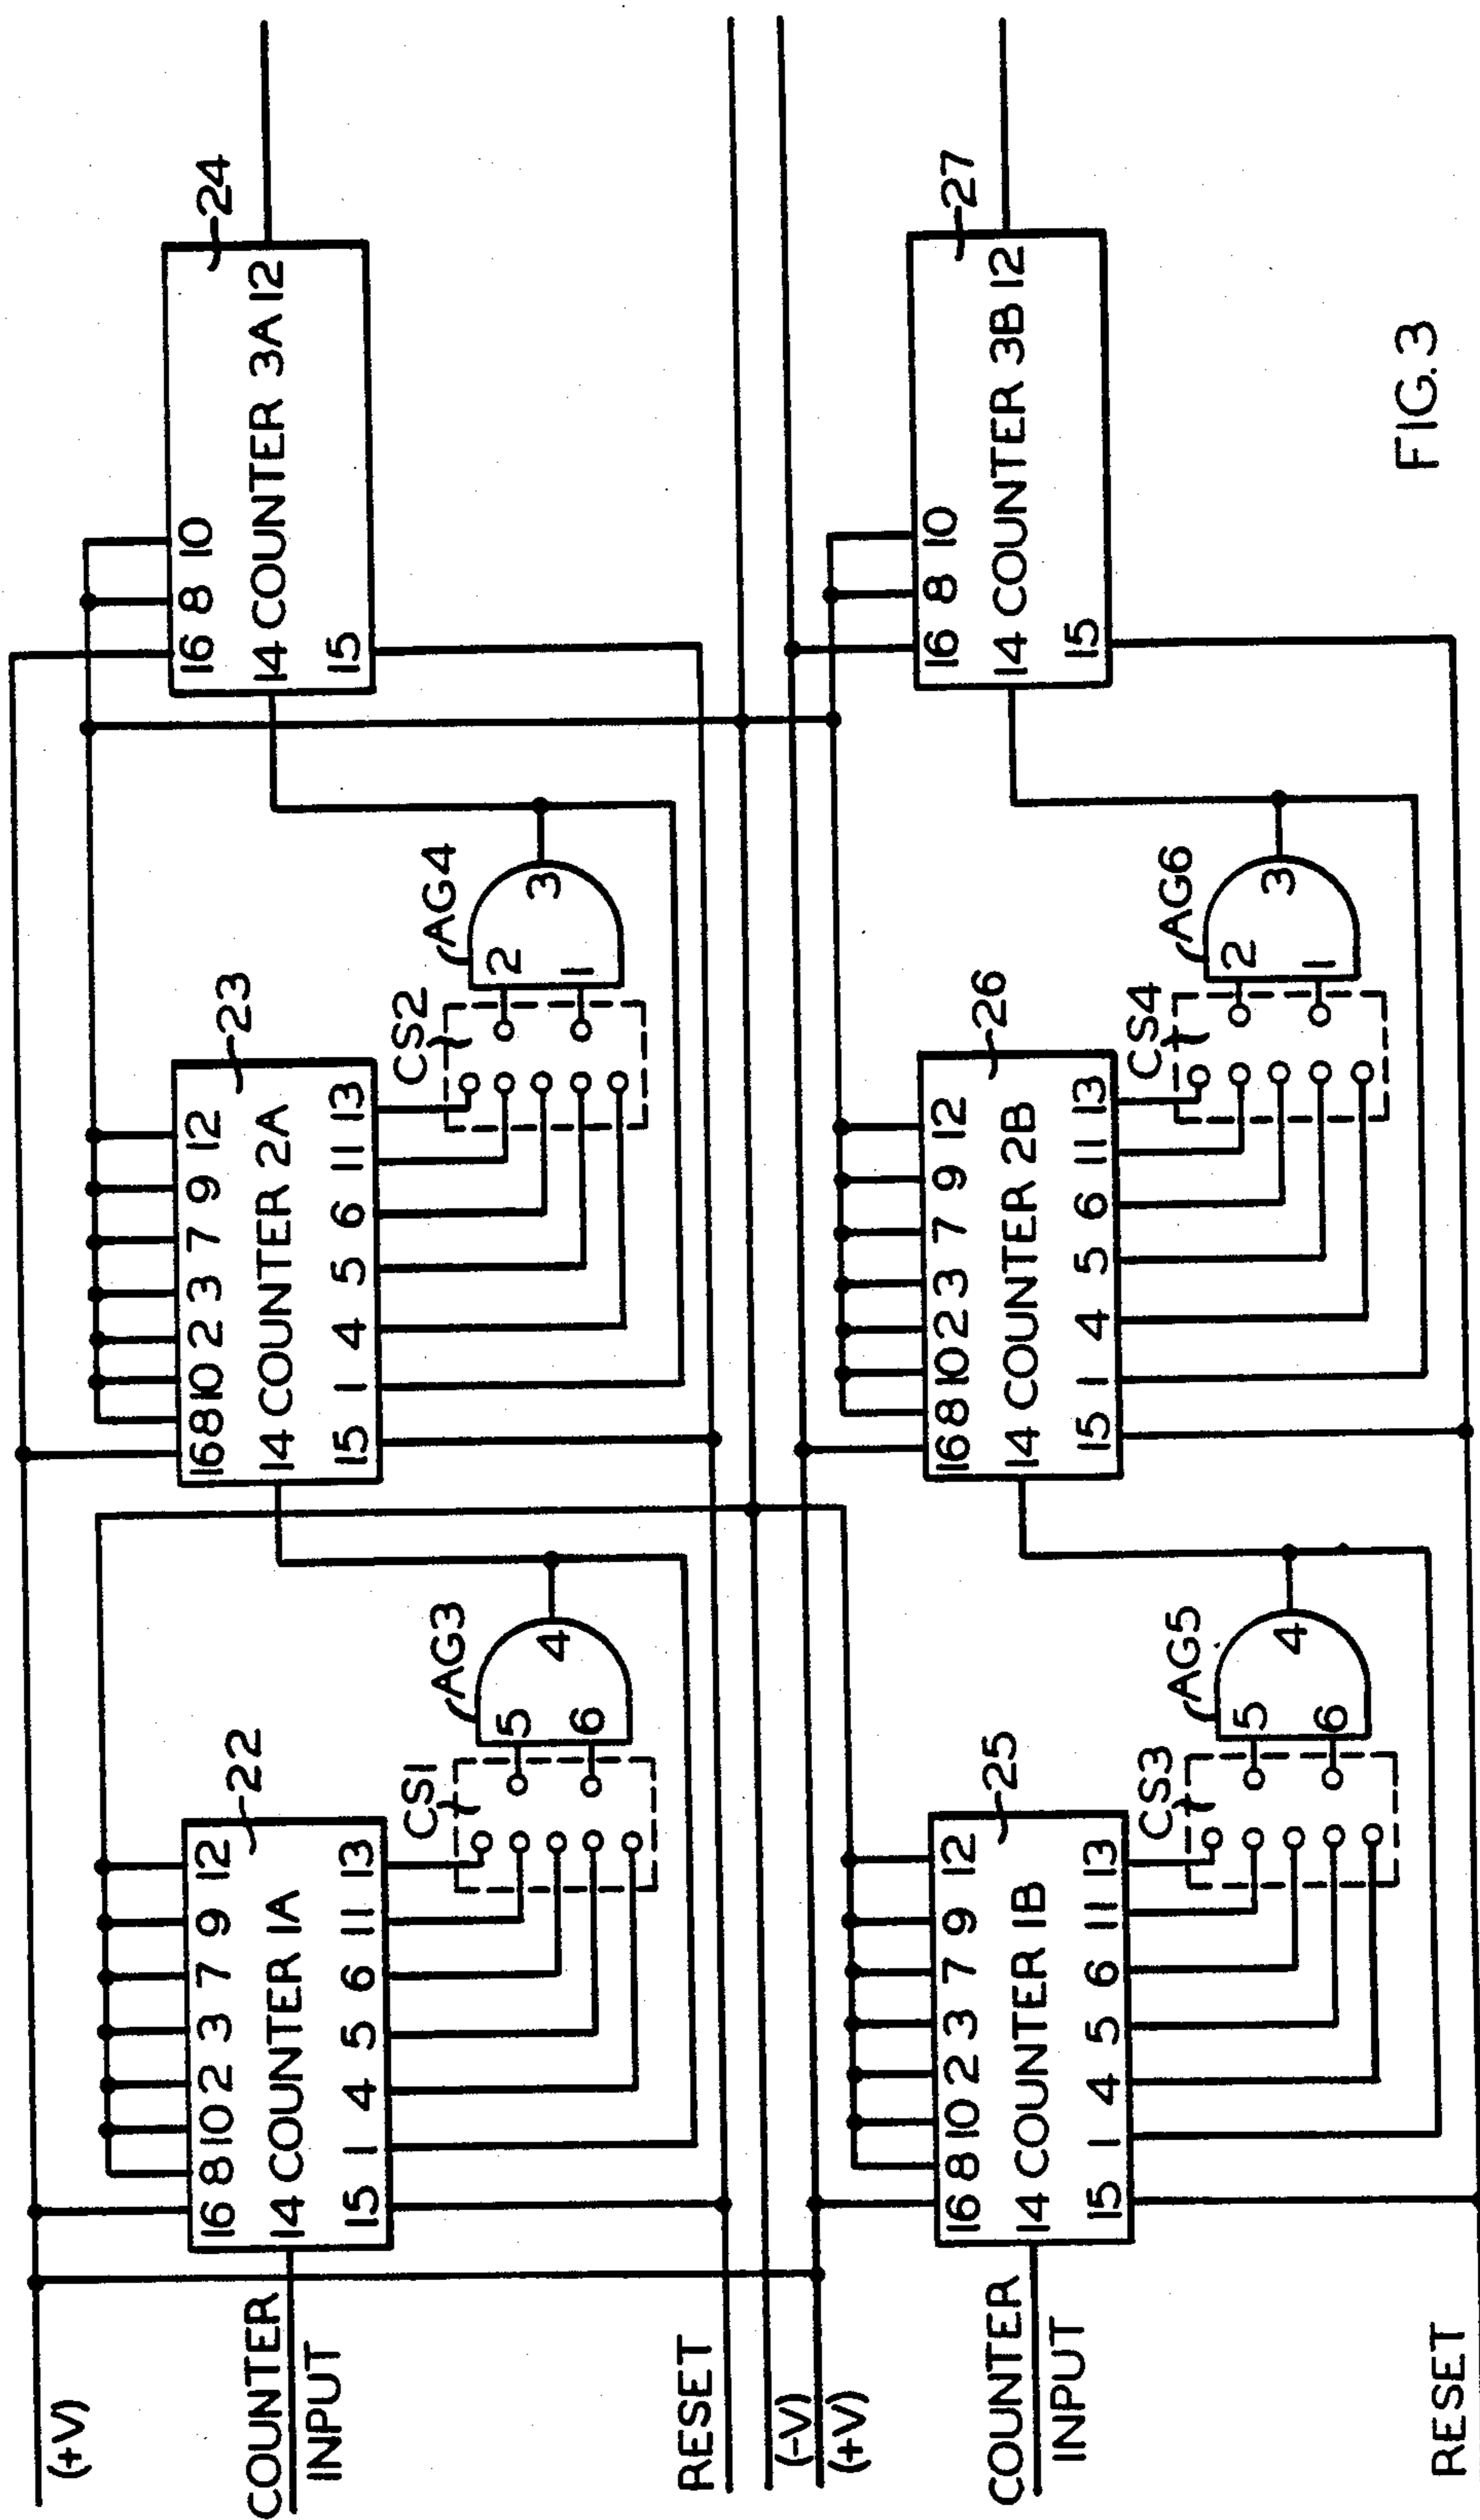 (+V)
COUNTER
INPUT
RESET
(-V)
(+V)
COUNTER
INPUT
RESET
22
16 8 10 2 3 7 9 12
14 COUNTER 1A
15 1 4 5 6 11 13
CS1
AG3
5
6
4
23
16 8 10 2 3 7 9 12
14 COUNTER 2A
15 1 4 5 6 11 13
CS2
AG4
2
1
3
24
16 8 10
14 COUNTER 3A 12
15
25
16 8 10 2 3 7 9 12
14 COUNTER 1B
15 1 4 5 6 11 13
CS3
AG5
5
6
4
26
16 8 10 2 3 7 9 12
14 COUNTER 2B
15 1 4 5 6 11 13
CS4
AG6
2
1
3
27
16 8 10
14 COUNTER 3B 12
15
FIG. 3